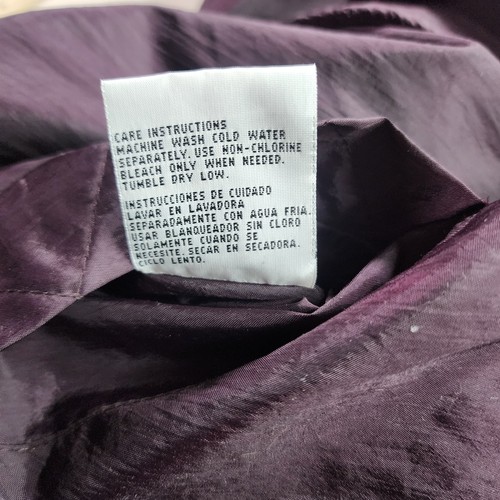 CARE INSTRUCTIONS
MACHINE WASH COLD WATER
SEPARATELY. USE NON-CHLORINE
BLEACH ONLY WHEN NEEDED.
TUMBLE DRY LOW.
INSTRUCCIONES DE CUIDADO
LAVAR EN LAVADORA
SEPARADAMENTE CON AGUA FRIA.
USAR BLANQUEADOR SIN CLORO
SOLAMENTE CUANDO SE
NECESITE. SECAR EN SECADORA.
CICLO LENTO.